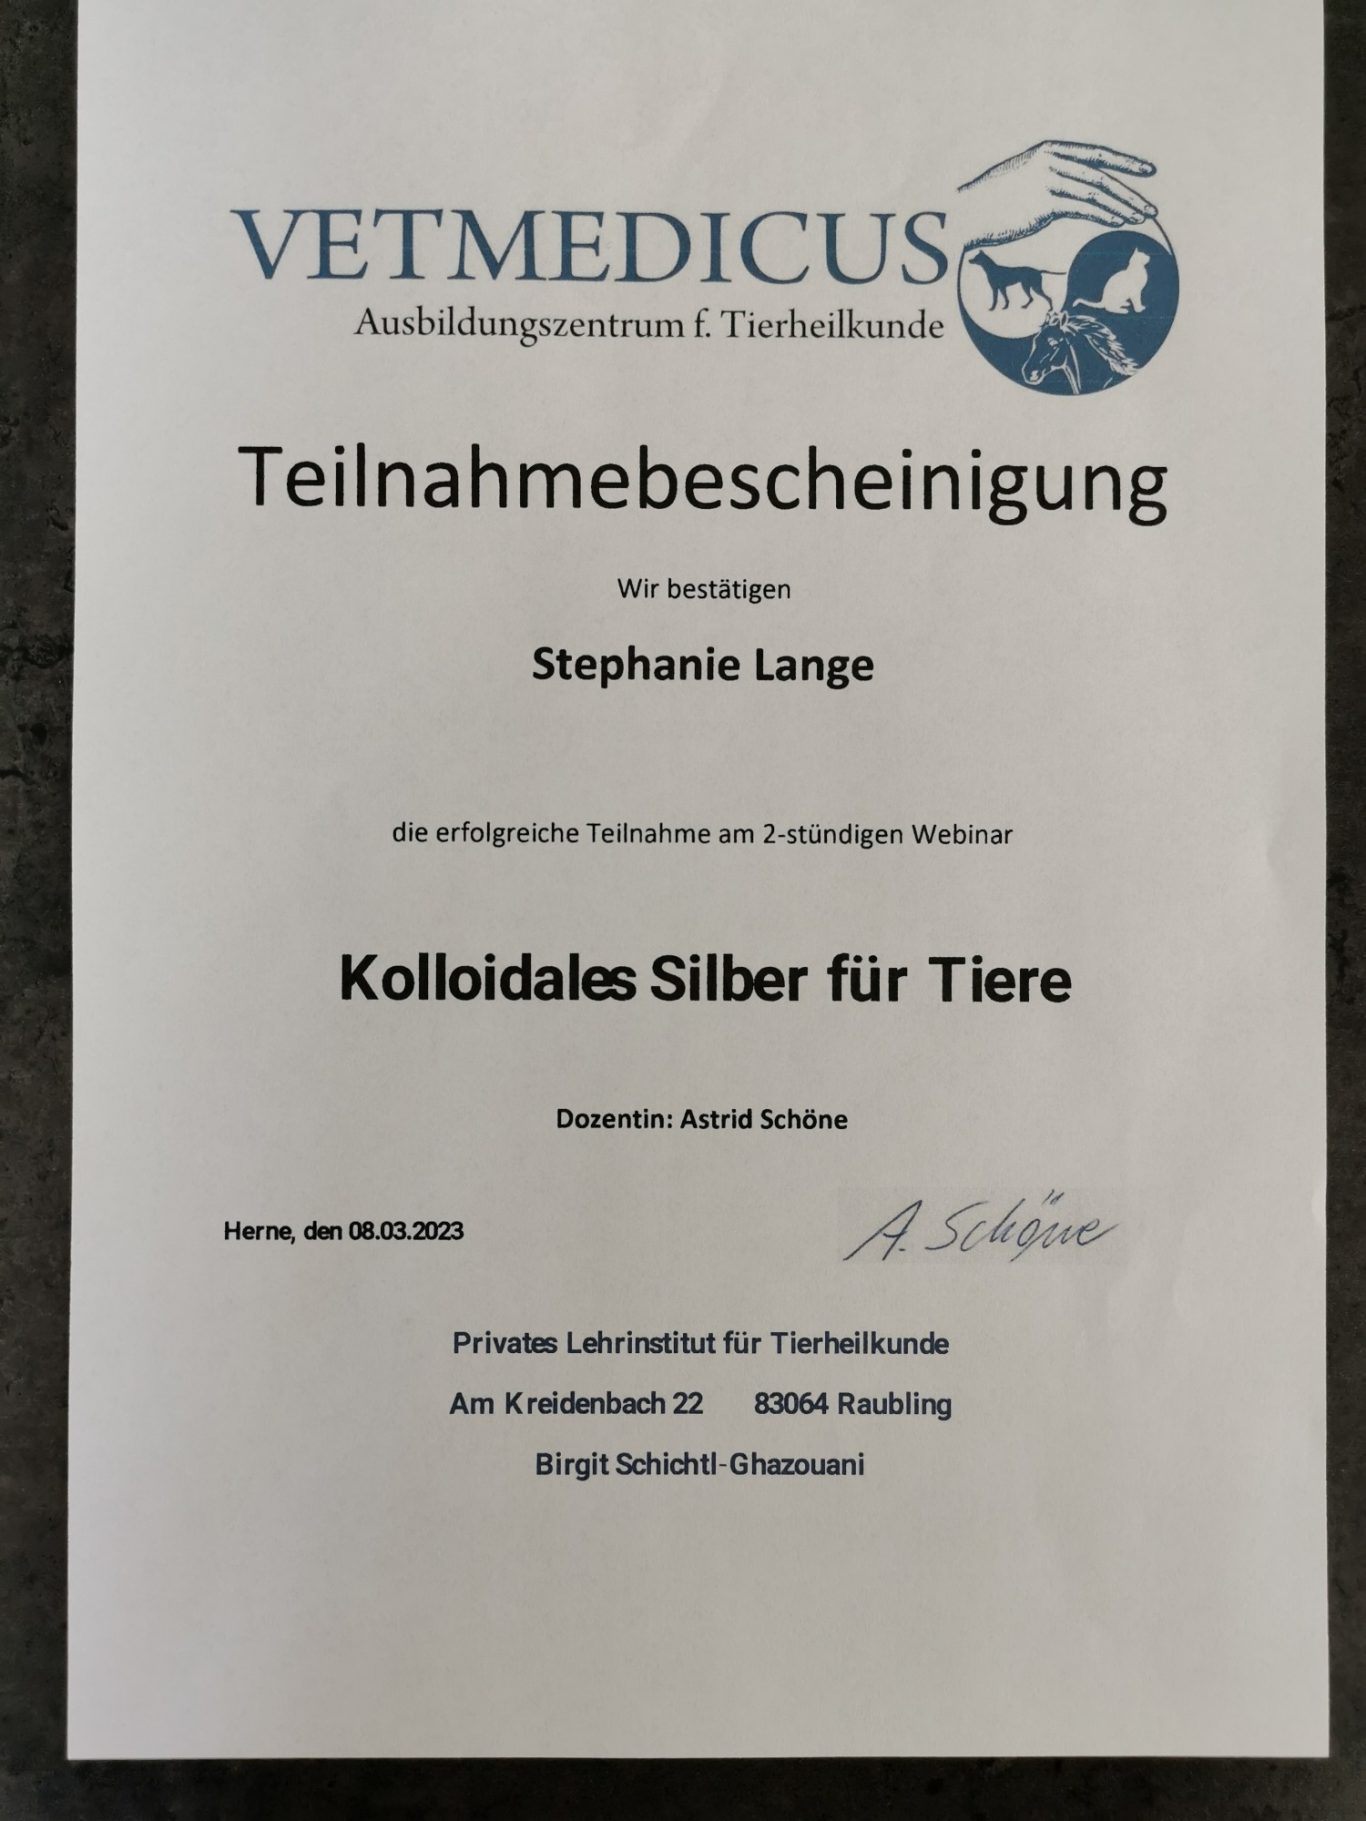 VETMEDICUS
Ausbildungszentrum f. Tierheilkunde
Teilnahmebescheinigung
Wir bestätigen
Stephanie Lange
die erfolgreiche Teilnahme am 2-stündigen Webinar
Kolloidales Silber für Tiere
Dozentin: Astrid Schöne
Herne, den 08.03.2023
A. Schöne
Privates Lehrinstitut für Tierheilkunde
Am Kreidenbach 22 83064 Raubling
Birgit Schichtl-Ghazouani